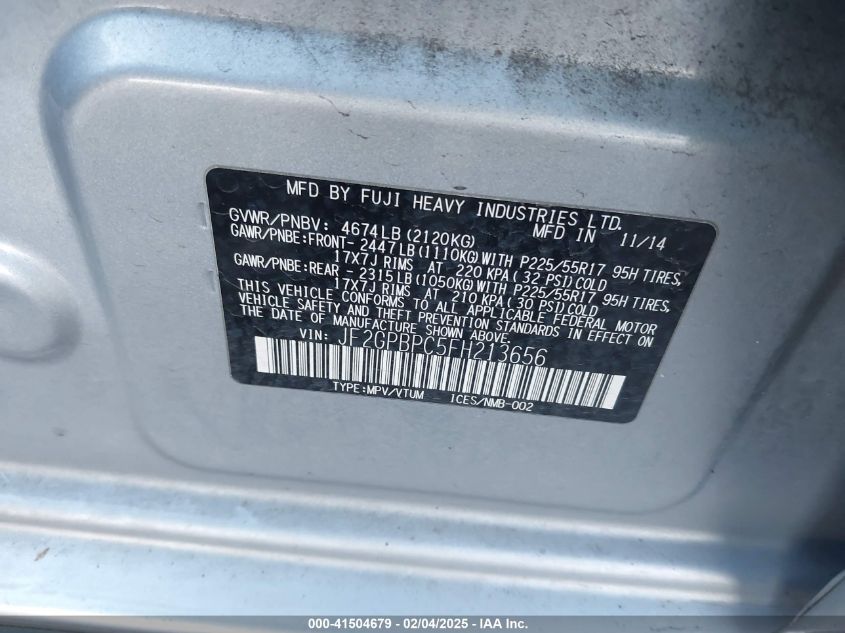 MFD BY FUJI HEAVY INDUSTRIES LTD.
GVWR/PNBV: 4674LB(2120KG) MFD IN 11/14
GAWR/PNBE:FRONT- 2447LB(1110KG)WITH P225/55R17 95H TIRES,
17X7J RIMS AT 220 KPA(32 PSI)COLD
GAWR/PNBE:REAR - 2315LB(1050KG)WITH P225/55R17 95H TIRES,
17X7J RIMS AT 210 KPA(30 PSI)COLD
THIS VEHICLE CONFORMS TO ALL APPLICABLE FEDERAL MOTOR
VEHICLE SAFETY AND THEFT PREVENTION STANDARDS IN EFFECT ON
THE DATE OF MANUFACTURE SHOWN ABOVE.
VIN: JF2GPBPC5FH213656
TYPE:MPV/VTUM ICES/NMB-002
000-41504679 - 02/04/2025 - IAA Inc.